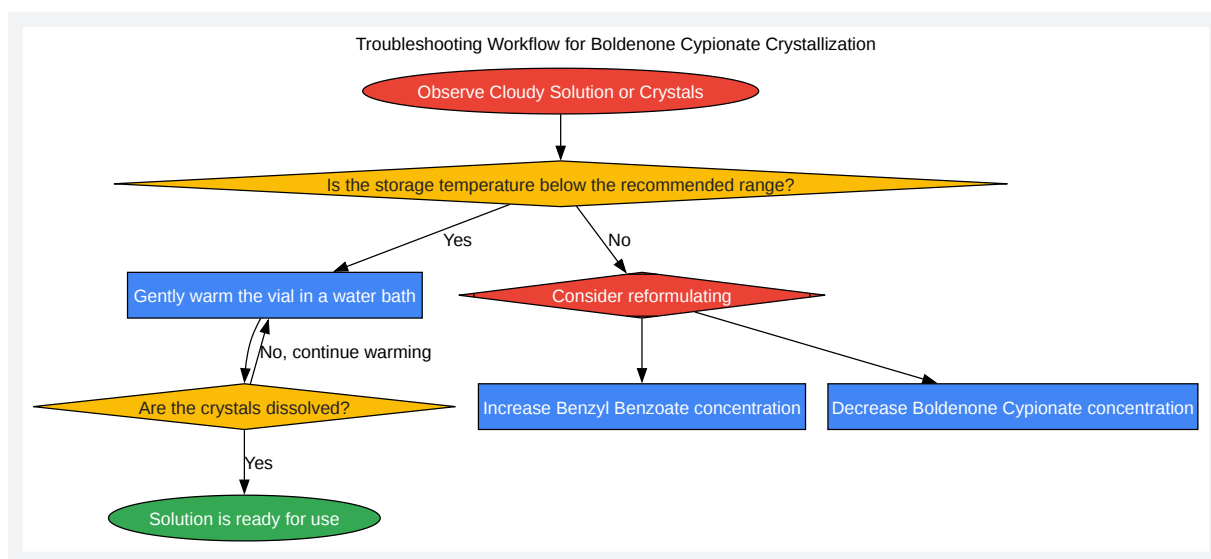 Troubleshooting Workflow for Boldenone Cypionate Crystallization
Observe Cloudy Solution or Crystals
Is the storage temperature below the recommended range?
Yes
No
Gently warm the vial in a water bath
Consider reformulating
No, continue warming
Are the crystals dissolved?
Increase Benzyl Benzoate concentration
Decrease Boldenone Cypionate concentration
Yes
Solution is ready for use